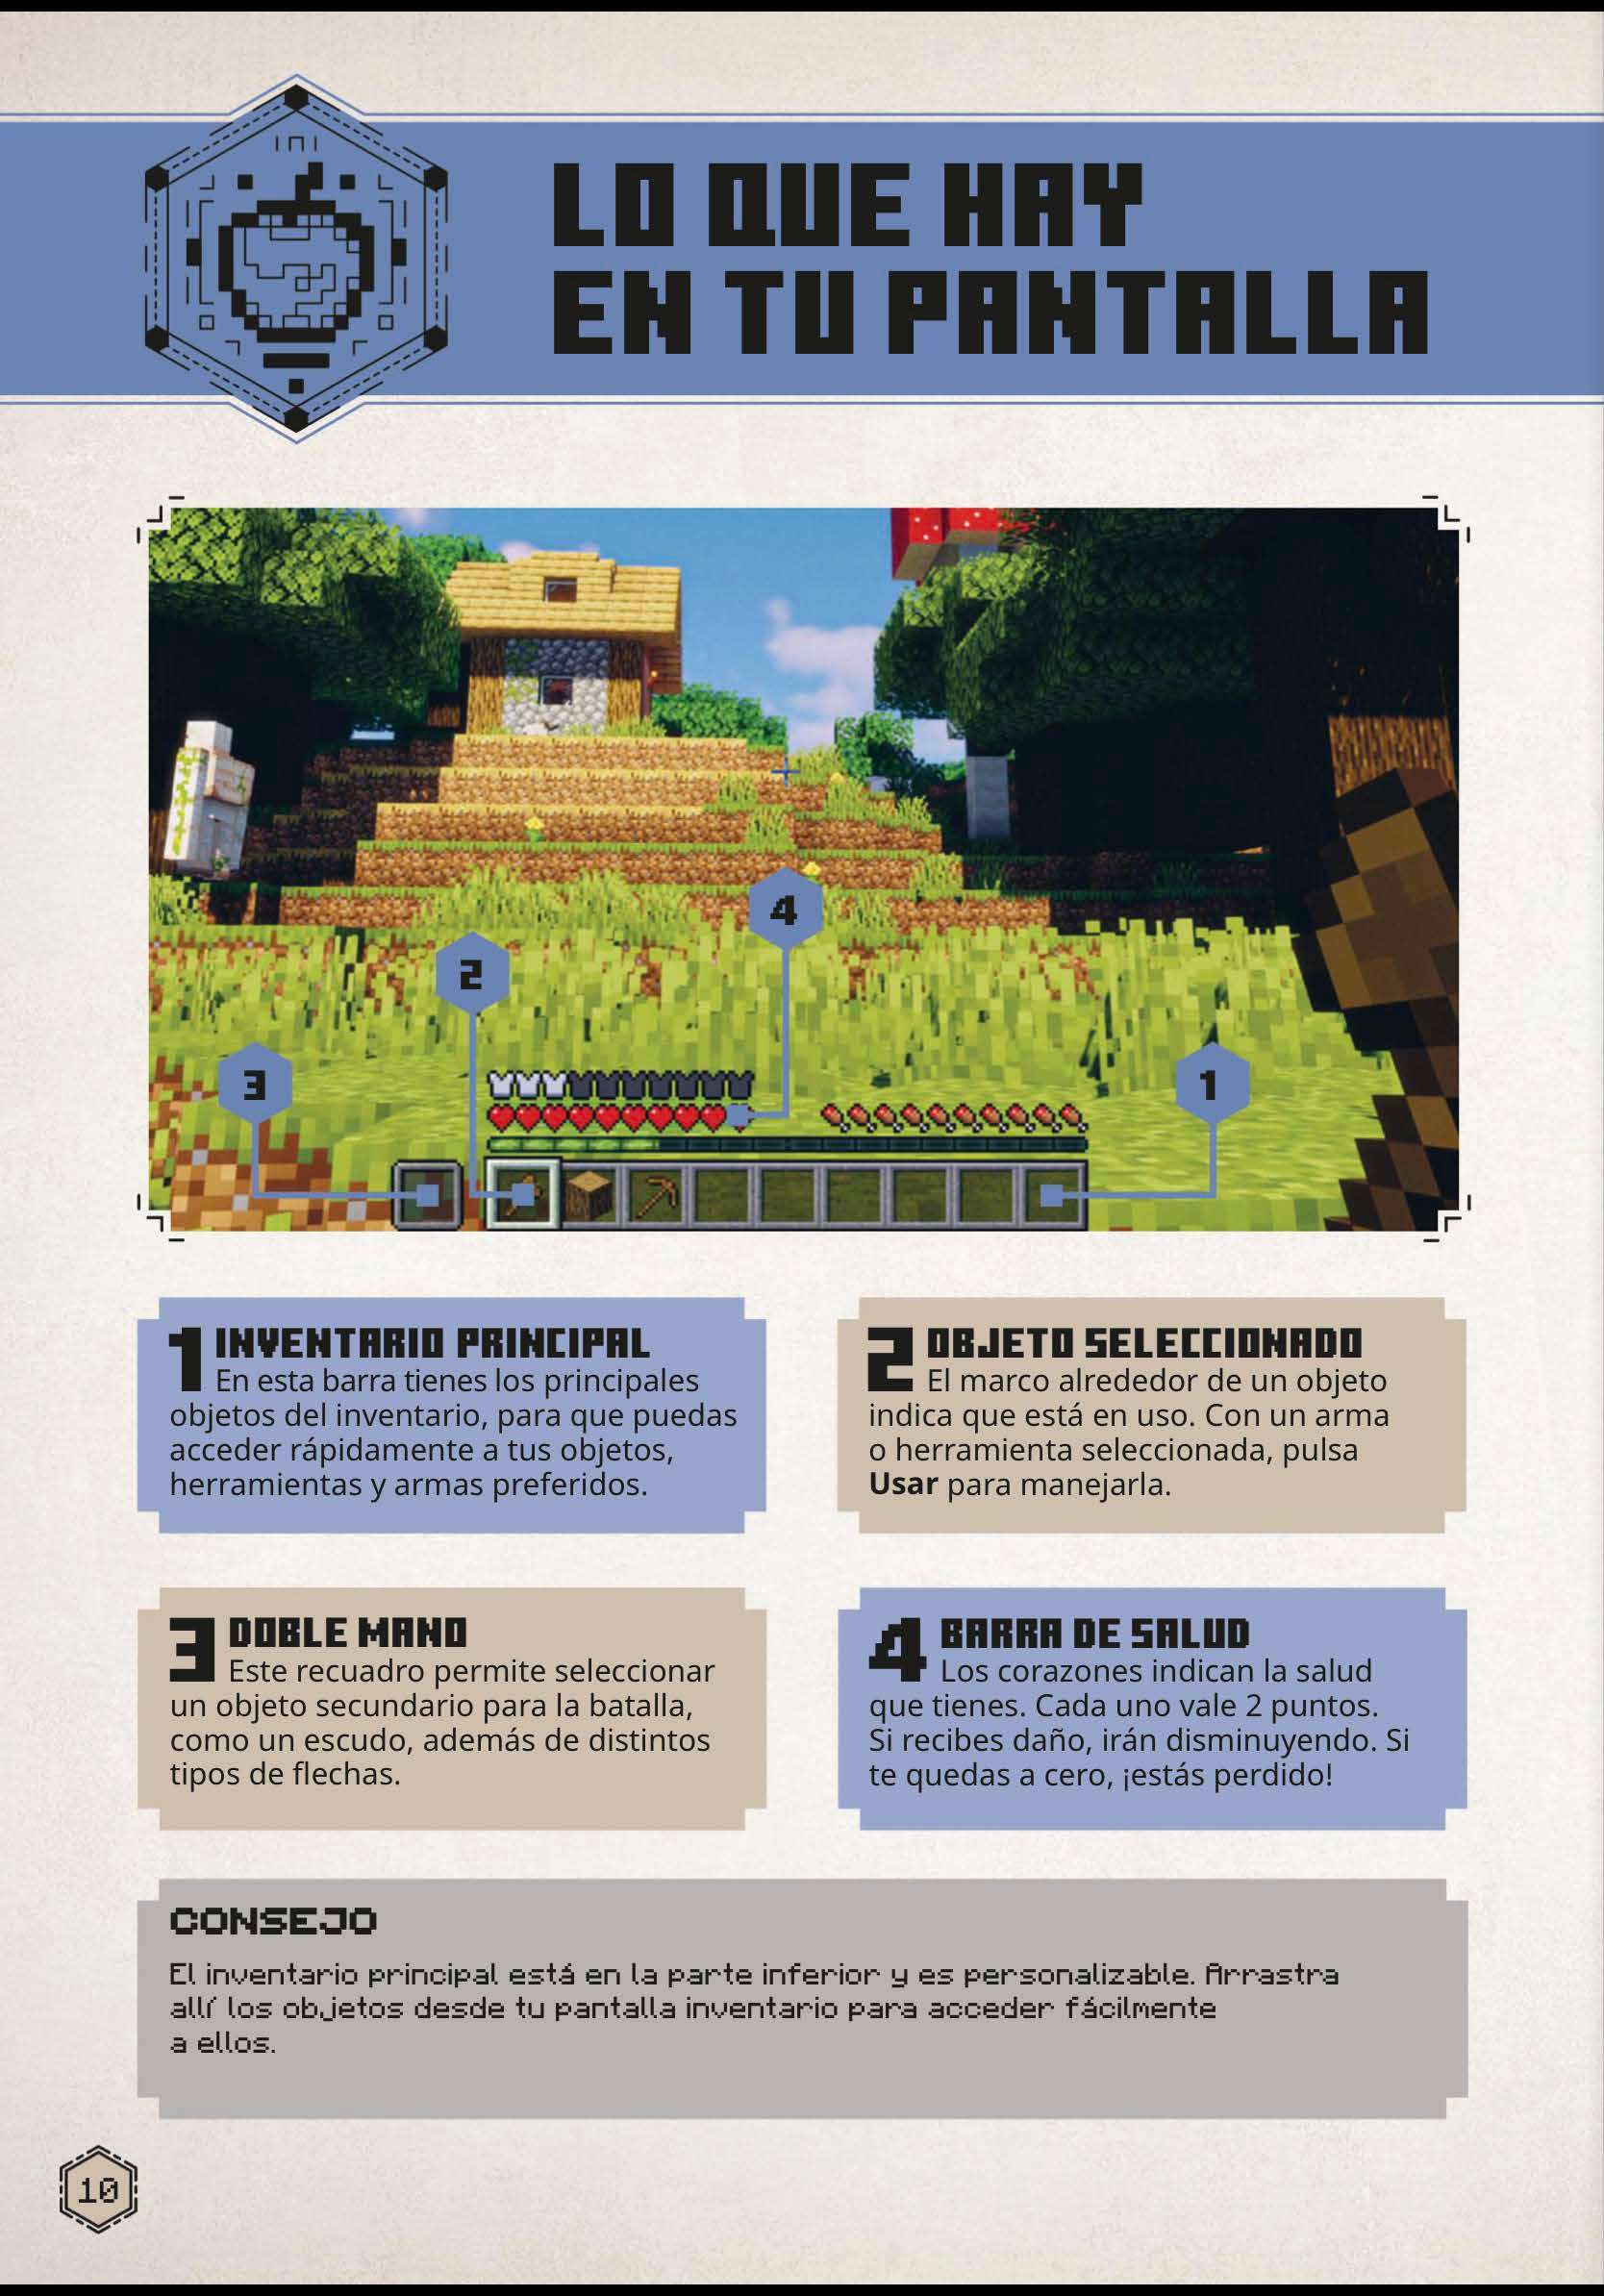 LO QUE HAY
EN TU PANTALLA
4
2
3
1
1 INVENTARIO PRINCIPAL
En esta barra tienes los principales
objetos del inventario, para que puedas
acceder rápidamente a tus objetos,
herramientas y armas preferidos.
2 OBJETO SELECCIONADO
El marco alrededor de un objeto
indica que está en uso. Con un arma
o herramienta seleccionada, pulsa
Usar para manejarla.
3 DOBLE MANO
Este recuadro permite seleccionar
un objeto secundario para la batalla,
como un escudo, además de distintos
tipos de flechas.
4 BARRA DE SALUD
Los corazones indican la salud
que tienes. Cada uno vale 2 puntos.
Si recibes daño, irán disminuyendo. Si
te quedas a cero, ¡estás perdido!
CONSEJO
El inventario principal está en la parte inferior y es personalizable. Arrastra
allí los objetos desde tu pantalla inventario para acceder fácilmente
a ellos.
10